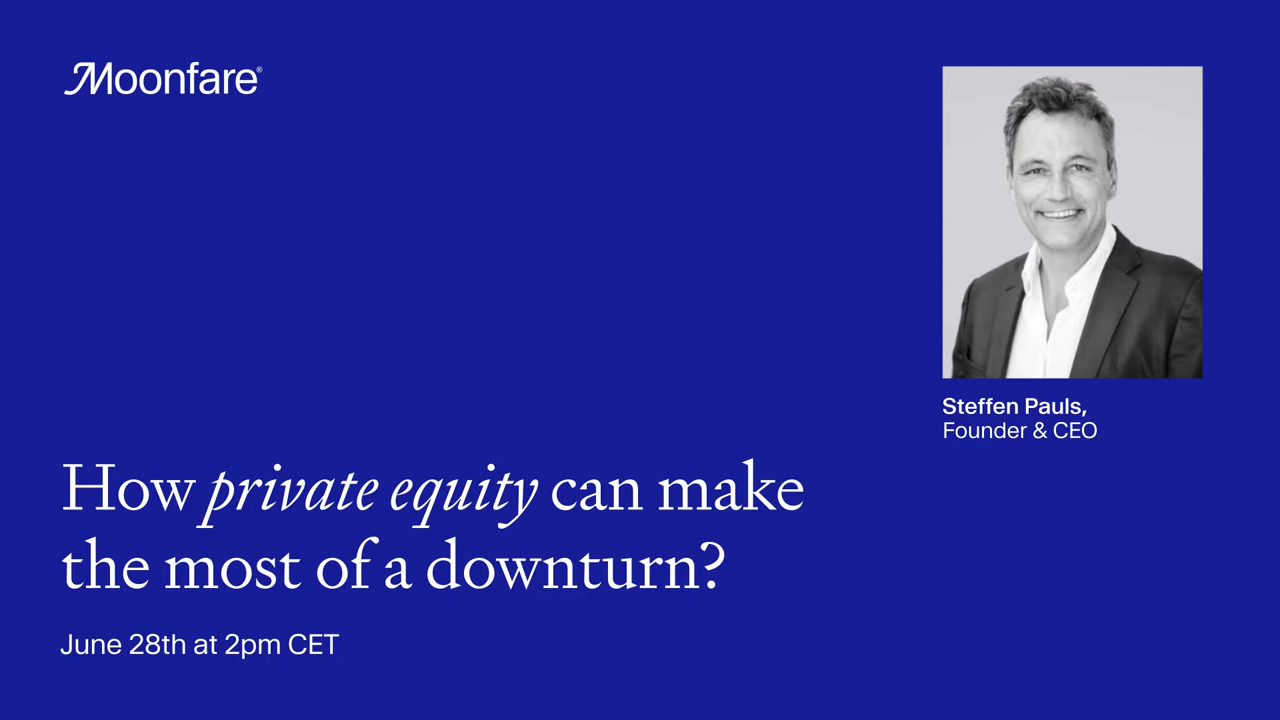 Moonfare®
Steffen Pauls,
Founder & CEO
How private equity can make
the most of a downturn?
June 28th at 2pm CET